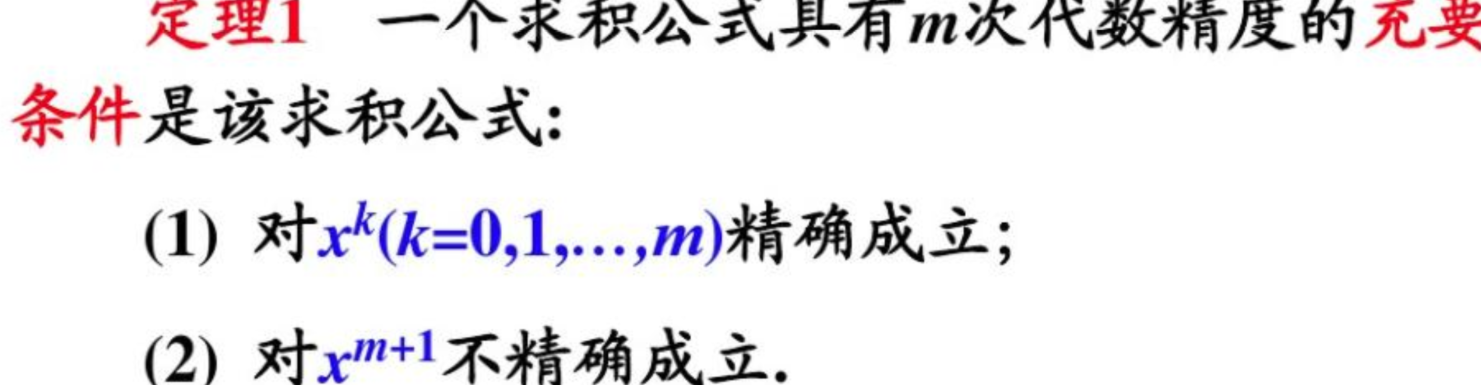 定理1 一个求积公式具有m次代数精度的充要
条件是该求积公式:
(1) 对x^k(k=0,1,…,m)精确成立;
(2) 对x^{m+1}不精确成立.